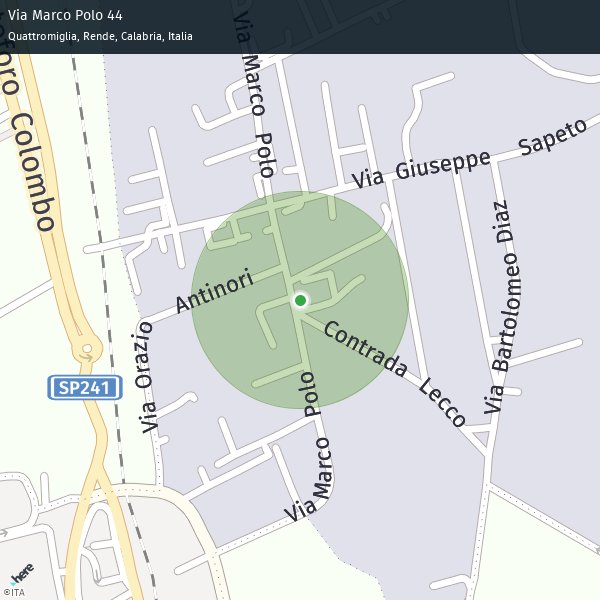 Via Marco Polo 44
Quattromiglia, Rende, Calabria, Italia
Colombo
Via Marco Polo
Via Giuseppe Sapeto
Antinori
Via Orazio
Contrada Lecco
Via Bartolomeo Diaz
SP241
Via Marco Polo
here
©ITA